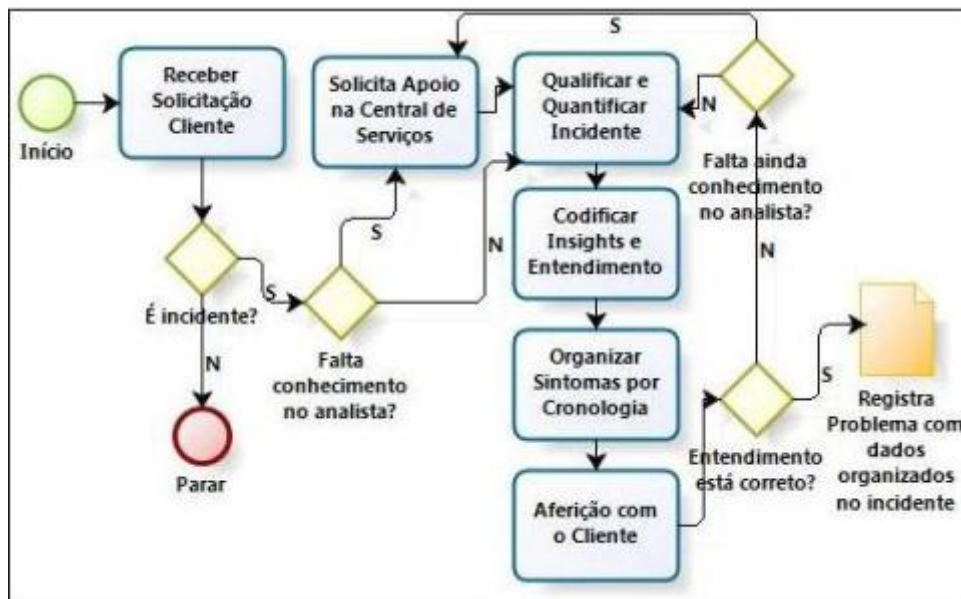 Início
Receber
Solicitação
Cliente
É incidente?
N
Parar
S
Falta
conhecimento
no analista?
S
N
Solicita Apoio
na Central de
Serviços
Qualificar e
Quantificar
Incidente
Codificar
Insights e
Entendimento
Organizar
Sintomas por
Cronologia
Aferição com
o Cliente
Entendimento
está correto?
N
S
Falta ainda
conhecimento
no analista?
S
N
Registra
Problema com
dados
organizados
no incidente